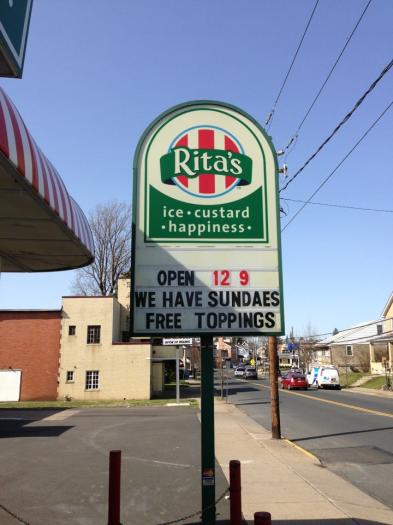 Rita's
ice • custard
• happiness •
OPEN 12 9
WE HAVE SUNDAES
FREE TOPPINGS